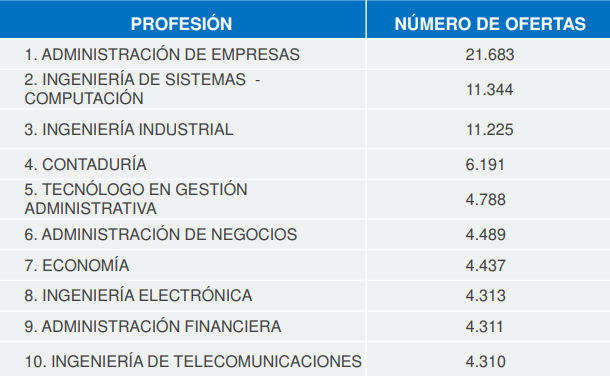 PROFESIÓN NÚMERO DE OFERTAS
1. ADMINISTRACIÓN DE EMPRESAS 21.683
2. INGENIERÍA DE SISTEMAS -
COMPUTACIÓN 11.344
3. INGENIERÍA INDUSTRIAL 11.225
4. CONTADURÍA 6.191
5. TECNÓLOGO EN GESTIÓN
ADMINISTRATIVA 4.788
6. ADMINISTRACIÓN DE NEGOCIOS 4.489
7. ECONOMÍA 4.437
8. INGENIERÍA ELECTRÓNICA 4.313
9. ADMINISTRACIÓN FINANCIERA 4.311
10. INGENIERÍA DE TELECOMUNICACIONES 4.310